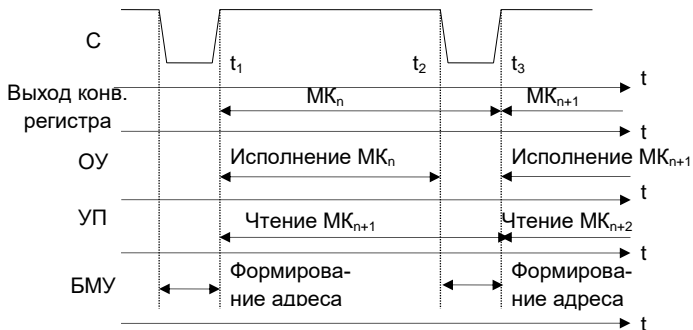 С
t₁
t₂
t₃
t
Выход конв.
регистра
МКₙ
МКₙ₊₁
t
ОУ
Исполнение МКₙ
Исполнение МКₙ₊₁
t
УП
Чтение МКₙ₊₁
Чтение МКₙ₊₂
t
БМУ
Формирова-
ние адреса
Формирова-
ние адреса
t